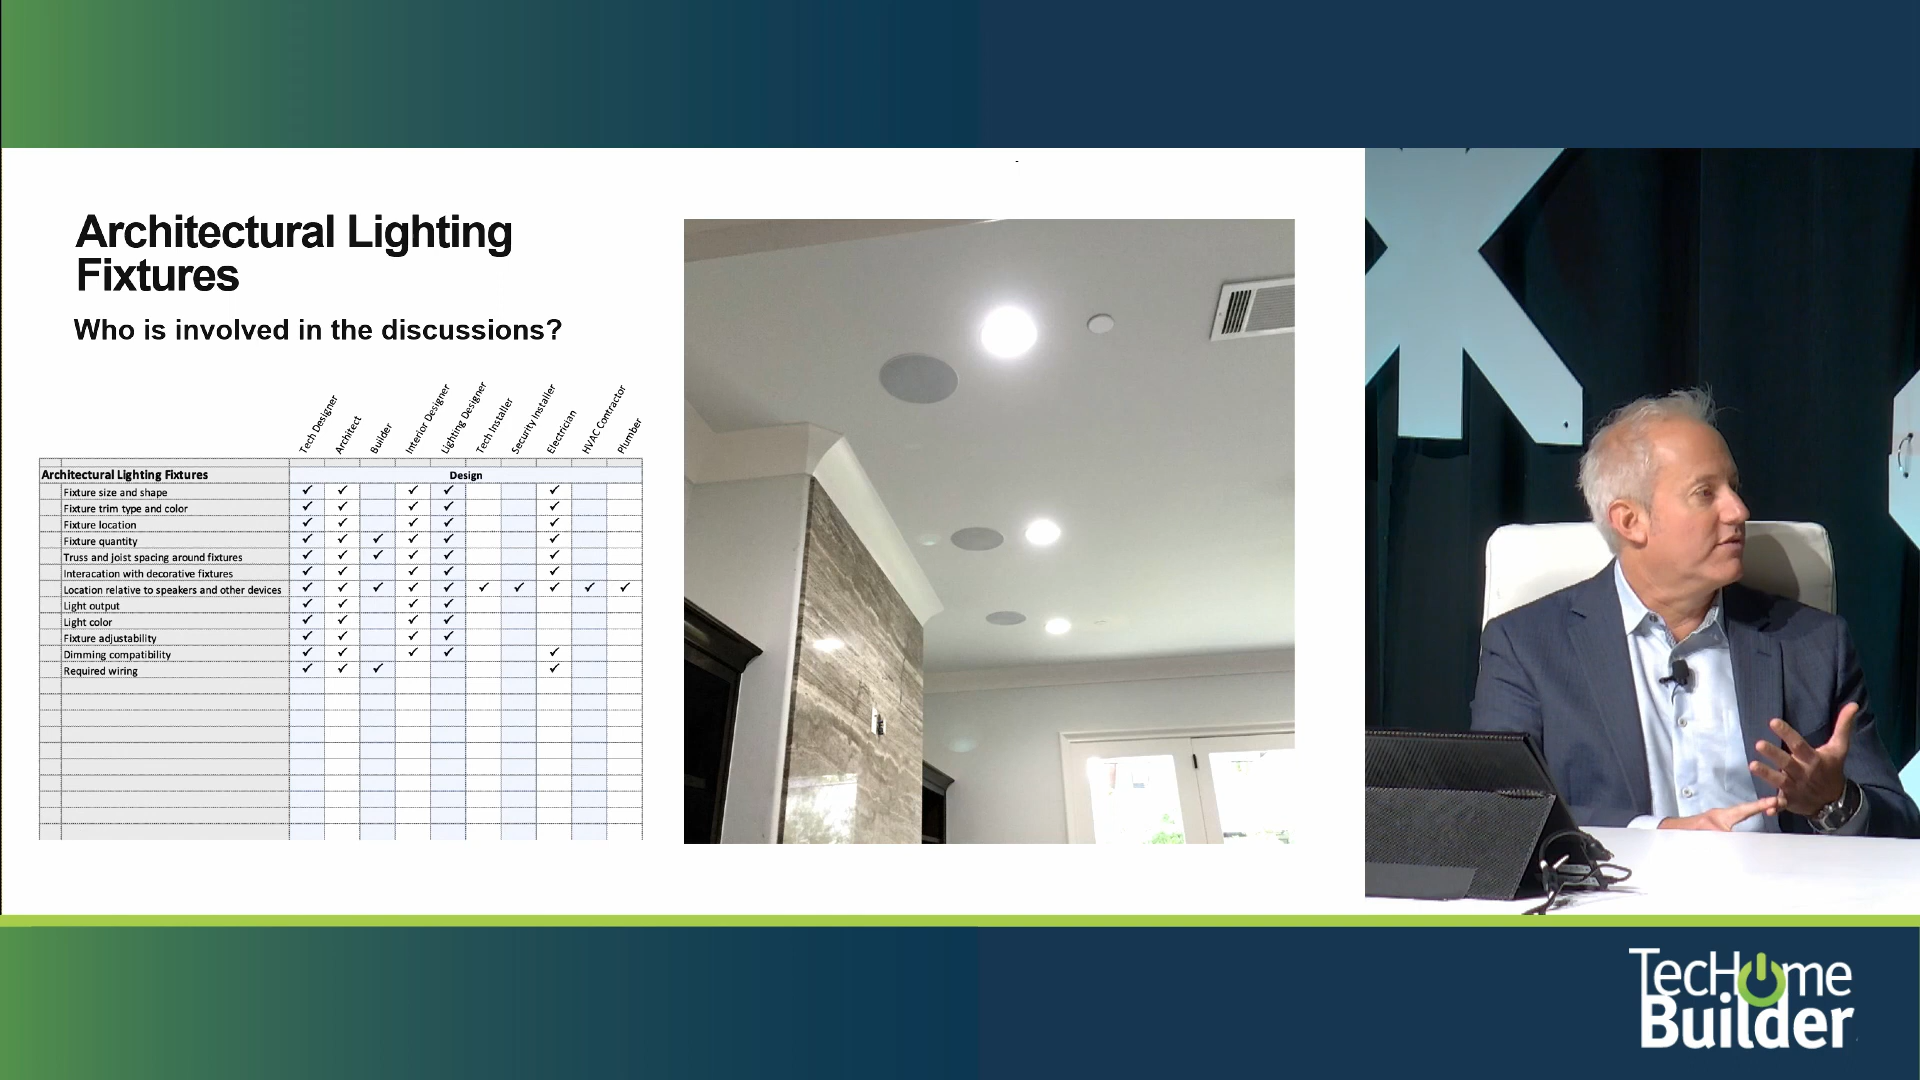 Architectural Lighting
Fixtures
Who is involved in the discussions?
Tech Designer
Architect
Builder
Interior Designer
Lighting Designer
Tech Installer
Security Installer
Electrician
HVAC Contractor
Plumber
Architectural Lighting Fixtures Design
Fixture size and shape ✓ ✓ ✓ ✓ ✓
Fixture trim type and color ✓ ✓ ✓ ✓ ✓
Fixture location ✓ ✓ ✓ ✓ ✓
Fixture quantity ✓ ✓ ✓ ✓ ✓ ✓
Truss and joist spacing around fixtures ✓ ✓ ✓ ✓ ✓ ✓
Interacation with decorative fixtures ✓ ✓ ✓ ✓ ✓
Location relative to speakers and other devices ✓ ✓ ✓ ✓ ✓ ✓ ✓ ✓ ✓ ✓
Light output ✓ ✓ ✓ ✓
Light color ✓ ✓ ✓ ✓
Fixture adjustability ✓ ✓ ✓ ✓
Dimming compatibility ✓ ✓ ✓ ✓ ✓
Required wiring ✓ ✓ ✓ ✓
TecHome
Builder